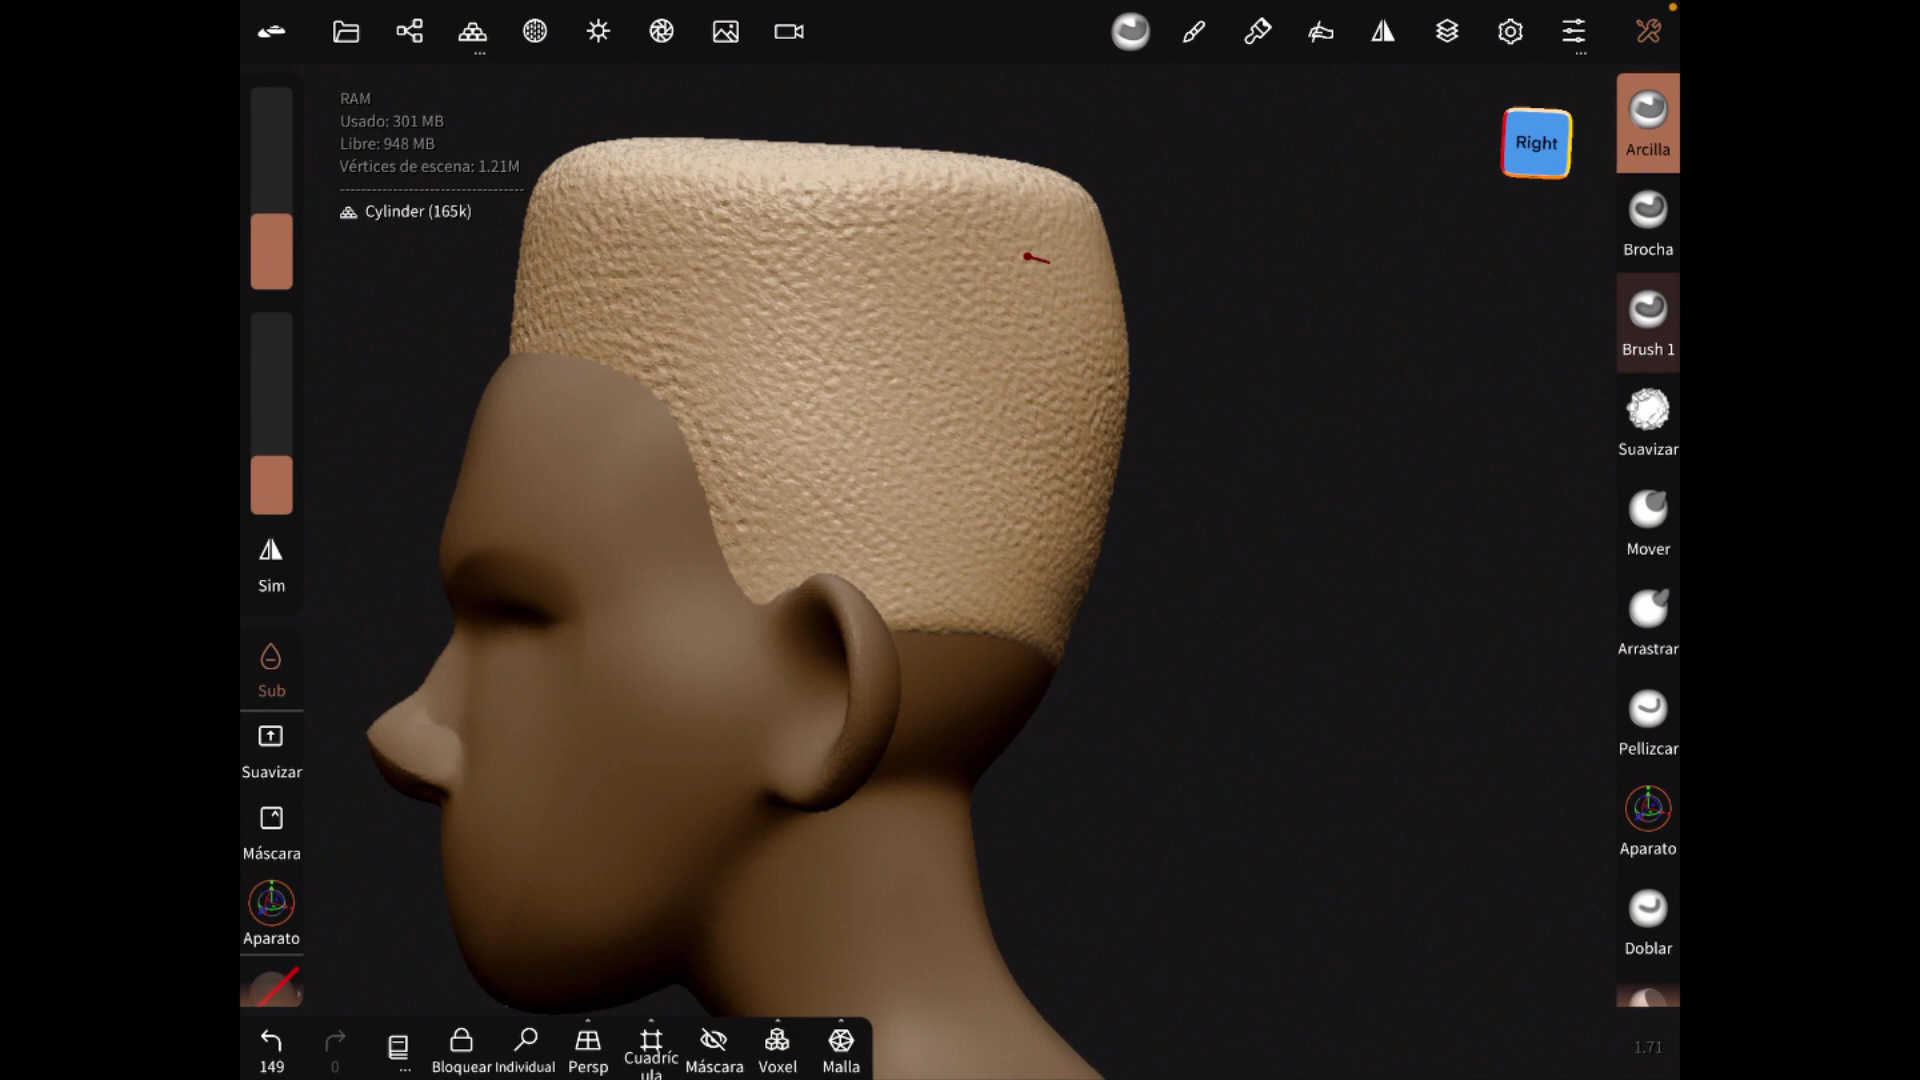 RAM
Usado: 301 MB
Libre: 948 MB
Vértices de escena: 1.21M
Cylinder (165k)
Right
Arcilla
Brocha
Brush 1
Suavizar
Mover
Arrastrar
Pellizcar
Aparato
Doblar
Sim
Sub
Suavizar
Máscara
Aparato
149
0
...
Bloquear
Individual
Persp
Cuadríc
ula
Máscara
Voxel
Malla
1.71